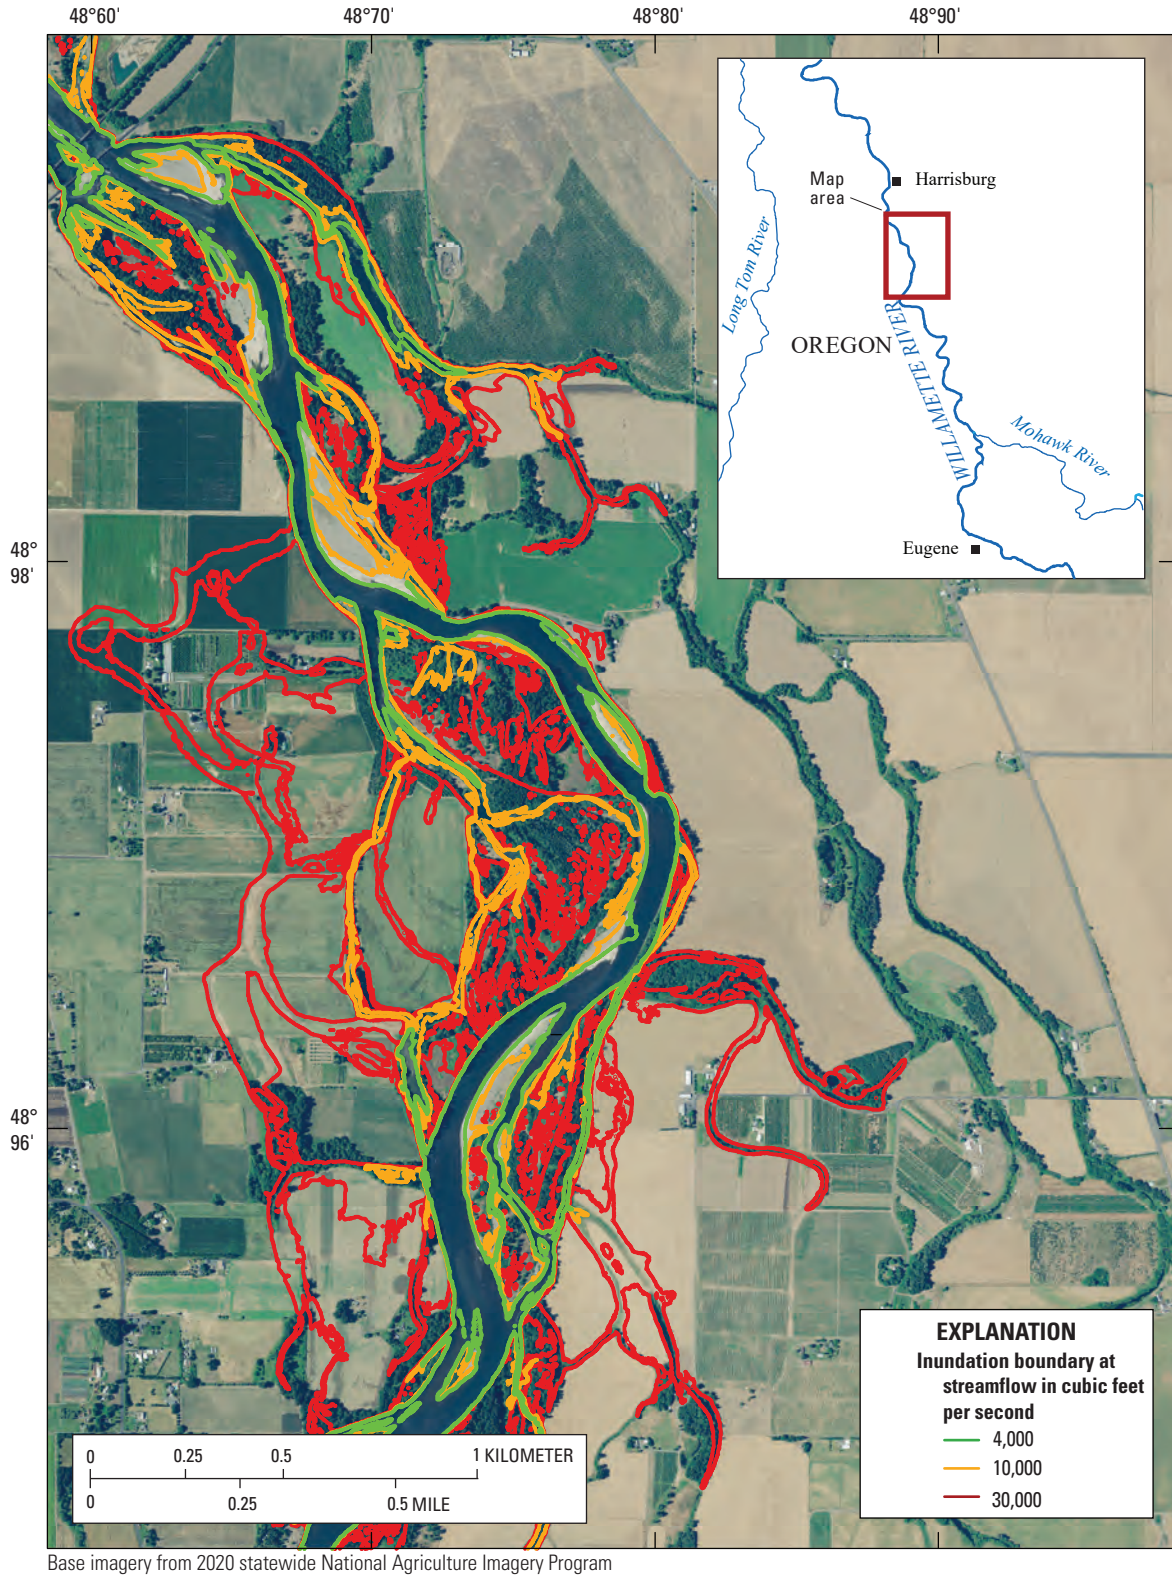 48°60' 48°70' 48°80' 48°90'
Harrisburg
Map
area
Long Tom River
OREGON
WILLAMETTE RIVER
Mohawk River
Eugene
48°
98'
48°
96'
EXPLANATION
Inundation boundary at
streamflow in cubic feet
per second
4,000
10,000
30,000
0 0.25 0.5 1 KILOMETER
0 0.25 0.5 MILE
Base imagery from 2020 statewide National Agriculture Imagery Program